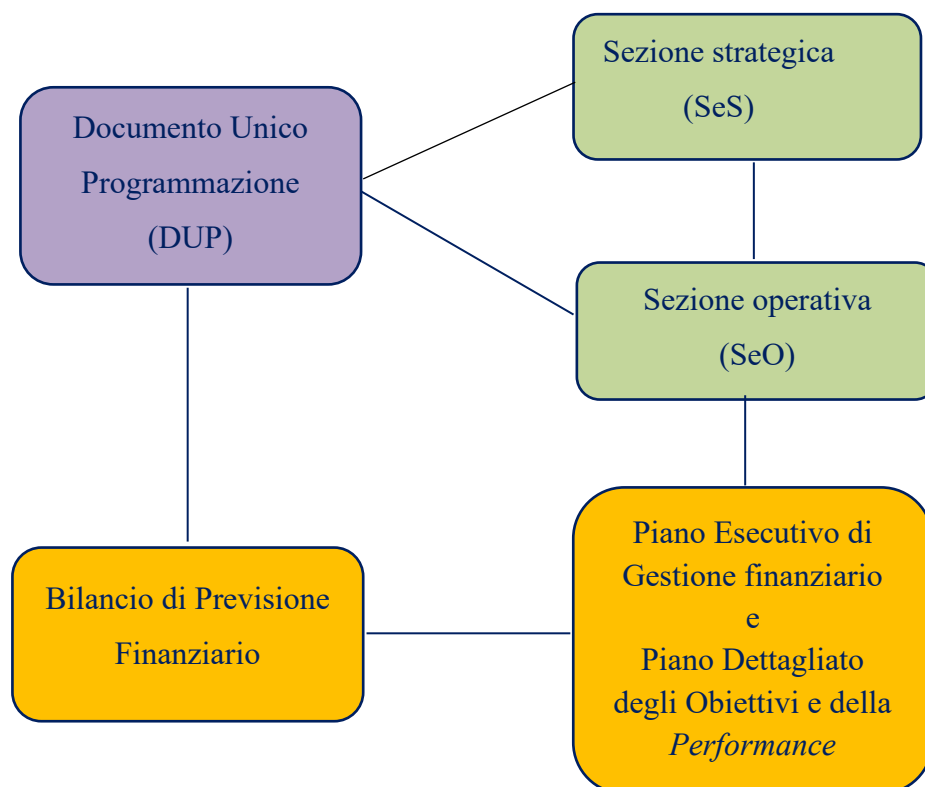 Documento Unico
Programmazione
(DUP)
Sezione strategica
(SeS)
Sezione operativa
(SeO)
Bilancio di Previsione
Finanziario
Piano Esecutivo di
Gestione finanziario
e
Piano Dettagliato
degli Obiettivi e della
Performance